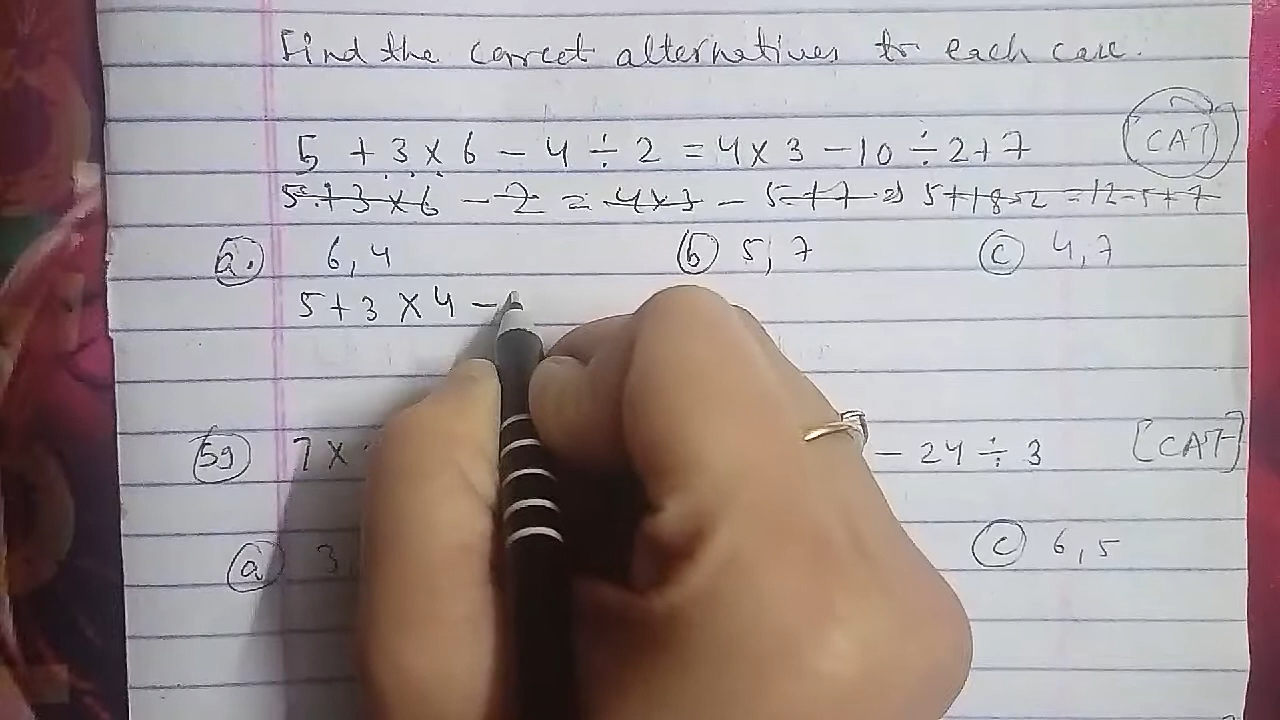 Find the correct alternatives to each case.
5 + 3 × 6 - 4 ÷ 2 = 4 × 3 - 10 ÷ 2 + 7 [CAT]
5 + 3 × 6 - 2 = 4 × 3 - 5 + 7 ⇒ 5 + 18 - 2 = 12 - 5 + 7
(a.) 6, 4 (b) 5, 7 (c) 4, 7
5 + 3 × 4 -
(59) 7 × - 24 ÷ 3 [CAT]
(a) 3, (c) 6, 5